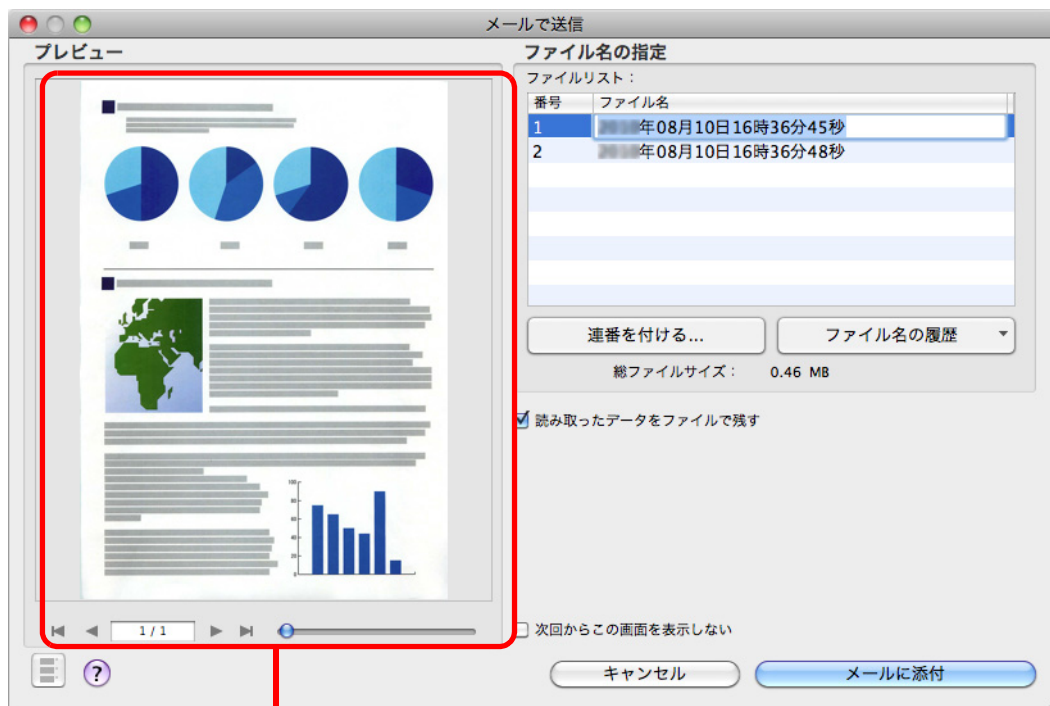 メールで送信
プレビュー
ファイル名の指定
ファイルリスト：
番号 ファイル名
1 年08月10日16時36分45秒
2 年08月10日16時36分48秒
連番を付ける...
ファイル名の履歴
総ファイルサイズ： 0.46 MB
読み取ったデータをファイルで残す
1 / 1
次回からこの画面を表示しない
?
キャンセル
メールに添付